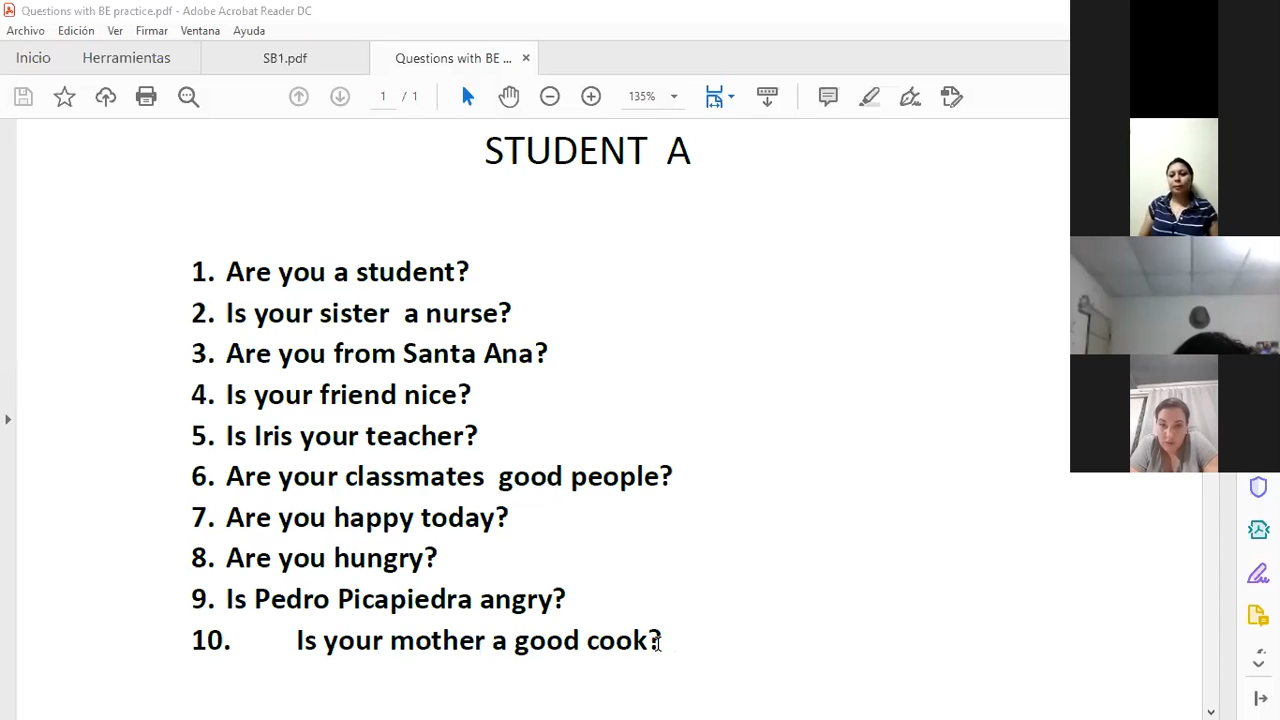 Questions with BE practice.pdf - Adobe Acrobat Reader DC
Archivo Edición Ver Firmar Ventana Ayuda
Inicio Herramientas SB1.pdf Questions with BE ... ×
1 / 1 135%
STUDENT A
1. Are you a student?
2. Is your sister a nurse?
3. Are you from Santa Ana?
4. Is your friend nice?
5. Is Iris your teacher?
6. Are your classmates good people?
7. Are you happy today?
8. Are you hungry?
9. Is Pedro Picapiedra angry?
10. Is your mother a good cook?